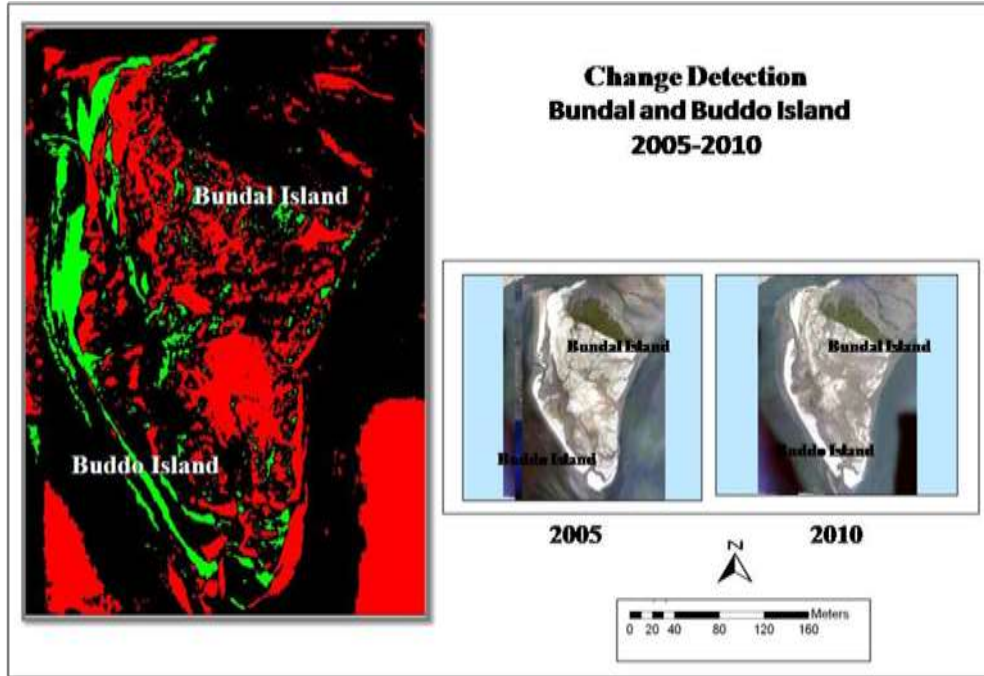 Change Detection
Bundal and Buddo Island
2005-2010
Bundal Island
Buddo Island
Bundal Island
Buddo Island
Bundal Island
Buddo Island
2005
2010
N
Meters
0 20 40 80 120 160